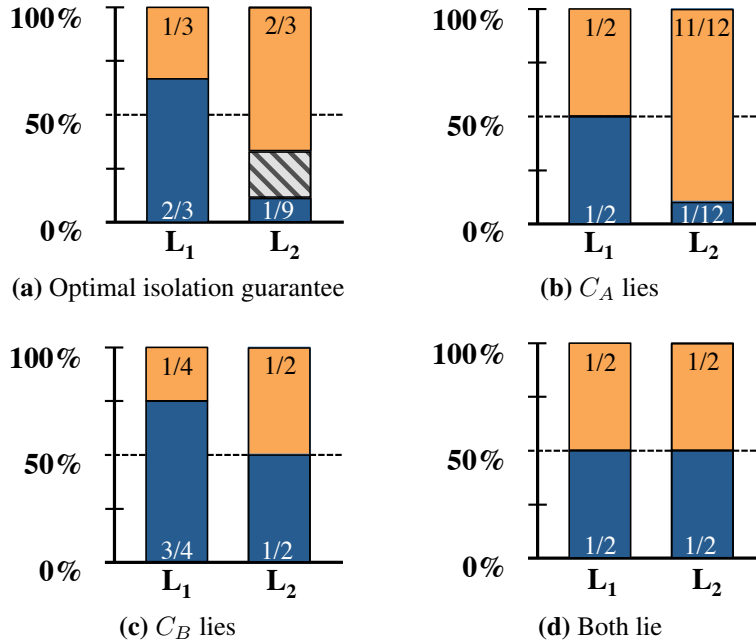 100%
1/3
2/3
50%
2/3
1/9
0%
L1
L2
(a) Optimal isolation guarantee
100%
1/2
11/12
50%
1/2
1/12
0%
L1
L2
(b) CA lies
100%
1/4
1/2
50%
3/4
1/2
0%
L1
L2
(c) CB lies
100%
1/2
1/2
50%
1/2
1/2
0%
L1
L2
(d) Both lie